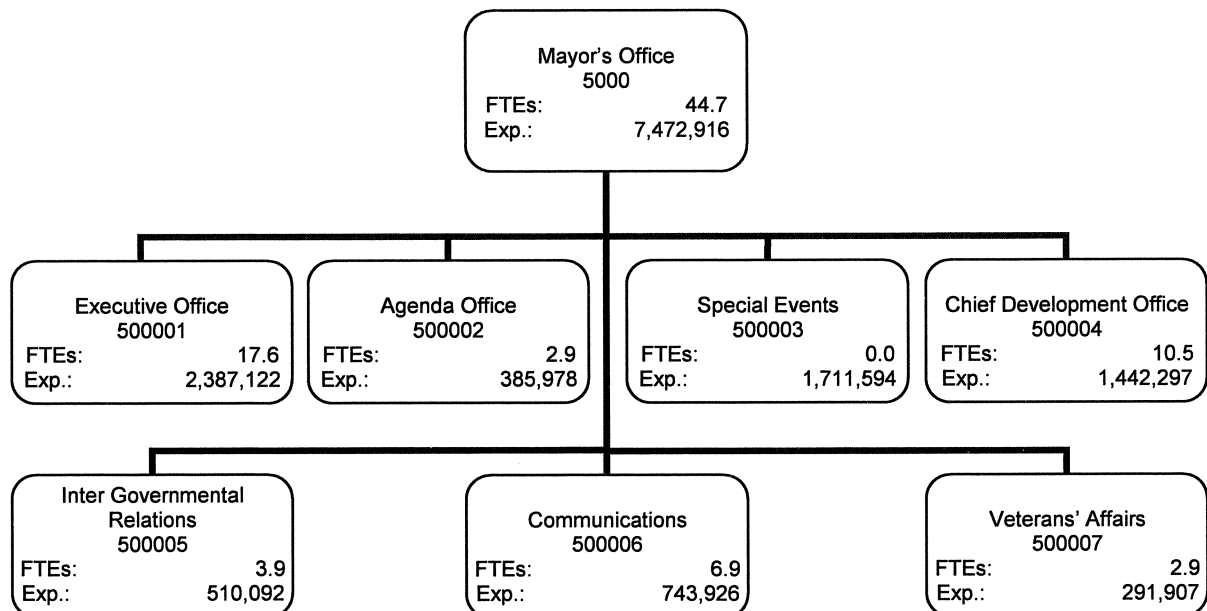 Mayor's Office
5000
FTEs: 44.7
Exp.: 7,472,916
Executive Office
500001
FTEs: 17.6
Exp.: 2,387,122
Agenda Office
500002
FTEs: 2.9
Exp.: 385,978
Special Events
500003
FTEs: 0.0
Exp.: 1,711,594
Chief Development Office
500004
FTEs: 10.5
Exp.: 1,442,297
Inter Governmental
Relations
500005
FTEs: 3.9
Exp.: 510,092
Communications
500006
FTEs: 6.9
Exp.: 743,926
Veterans' Affairs
500007
FTEs: 2.9
Exp.: 291,907